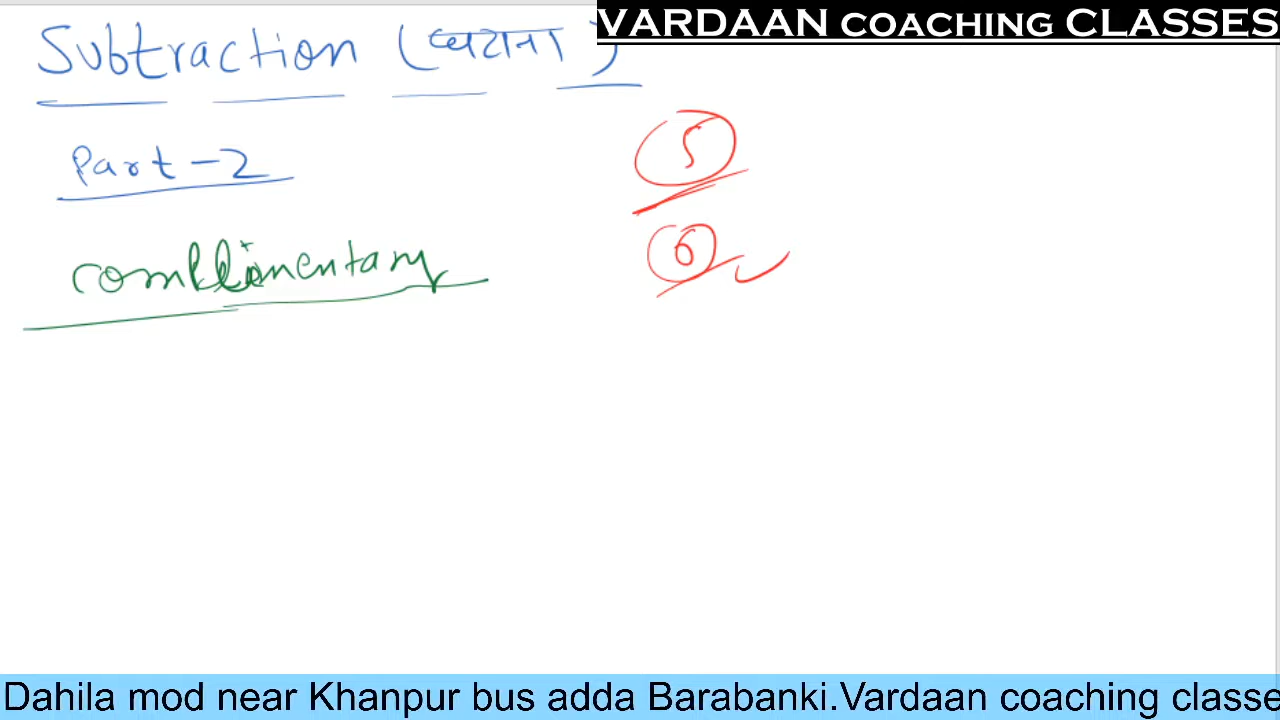 VARDAAN COACHING CLASSES
Subtraction (घटाना)
Part-2
5
complimentary
6
Dahila mod near Khanpur bus adda Barabanki.Vardaan coaching classe